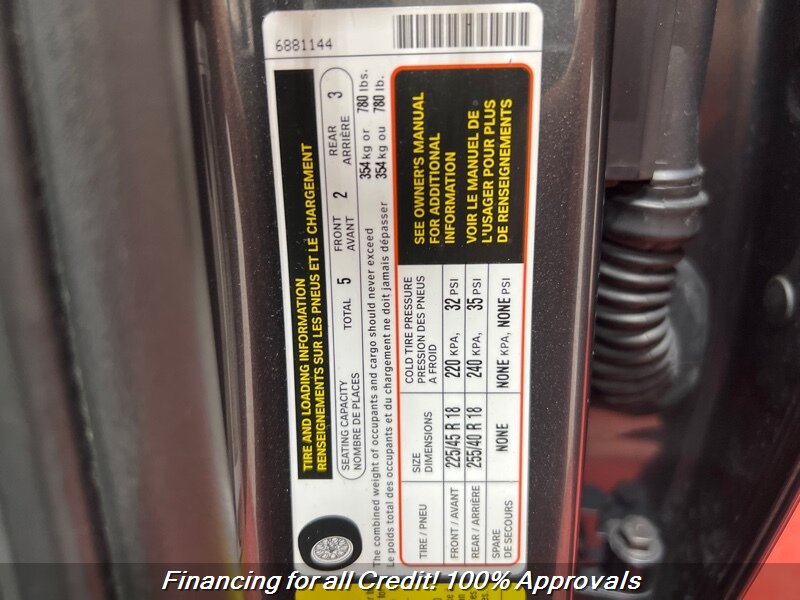 6881144
TIRE AND LOADING INFORMATION
RENSEIGNEMENTS SUR LES PNEUS ET LE CHARGEMENT
SEATING CAPACITY TOTAL 5 FRONT 2 REAR 3
NOMBRE DE PLACES AVANT ARRIÈRE
The combined weight of occupants and cargo should never exceed 354 kg or 780 lbs.
Le poids total des occupants et du chargement ne doit jamais dépasser 354 kg ou 780 lb.
TIRE / PNEU
SIZE
DIMENSIONS
COLD TIRE PRESSURE
PRESSION DES PNEUS
A FROID
FRONT / AVANT 225/45 R 18 220 KPA, 32 PSI
REAR / ARRIÈRE 255/40 R 18 240 KPA, 35 PSI
SPARE
DE SECOURS
NONE NONE KPA, NONE PSI
SEE OWNER'S MANUAL
FOR ADDITIONAL
INFORMATION
VOIR LE MANUEL DE
L'USAGER POUR PLUS
DE RENSEIGNEMENTS
Financing for all Credit! 100% Approvals